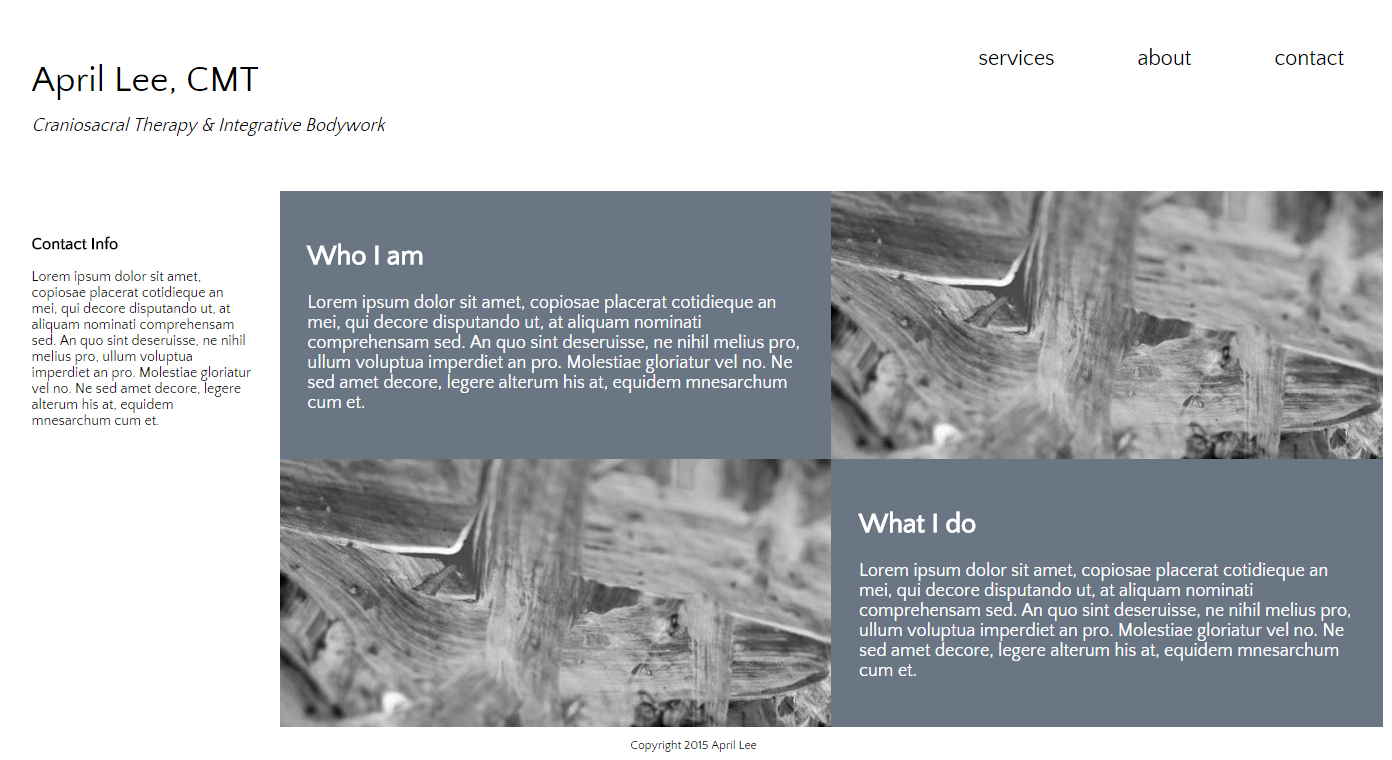 April Lee, CMT
Craniosacral Therapy & Integrative Bodywork
services about contact
Contact Info
Lorem ipsum dolor sit amet,
copiosae placerat cotidieque an
mei, qui decore disputando ut, at
aliquam nominati comprehensam
sed. An quo sint deseruisse, ne nihil
melius pro, ullum voluptua
imperdiet an pro. Molestiae gloriatur
vel no. Ne sed amet decore, legere
alterum his at, equidem
mnesarchum cum et.
Who I am
Lorem ipsum dolor sit amet, copiosae placerat cotidieque an
mei, qui decore disputando ut, at aliquam nominati
comprehensam sed. An quo sint deseruisse, ne nihil melius pro,
ullum voluptua imperdiet an pro. Molestiae gloriatur vel no. Ne
sed amet decore, legere alterum his at, equidem mnesarchum
cum et.
What I do
Lorem ipsum dolor sit amet, copiosae placerat cotidieque an
mei, qui decore disputando ut, at aliquam nominati
comprehensam sed. An quo sint deseruisse, ne nihil melius pro,
ullum voluptua imperdiet an pro. Molestiae gloriatur vel no. Ne
sed amet decore, legere alterum his at, equidem mnesarchum
cum et.
Copyright 2015 April Lee